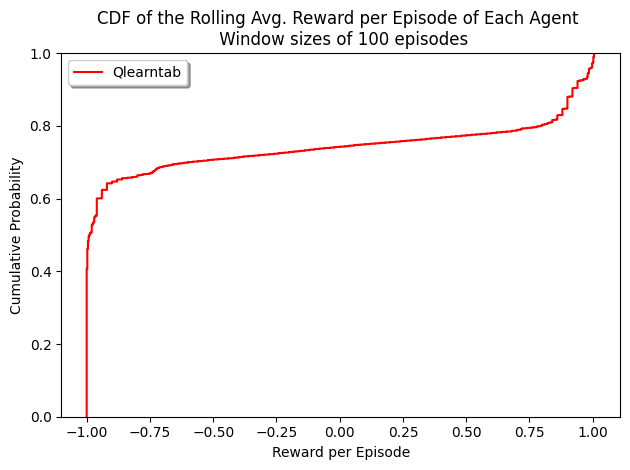 CDF of the Rolling Avg. Reward per Episode of Each Agent
Window sizes of 100 episodes
Qlearntab
Cumulative Probability
1.0
0.8
0.6
0.4
0.2
0.0
−1.00 −0.75 −0.50 −0.25 0.00 0.25 0.50 0.75 1.00
Reward per Episode